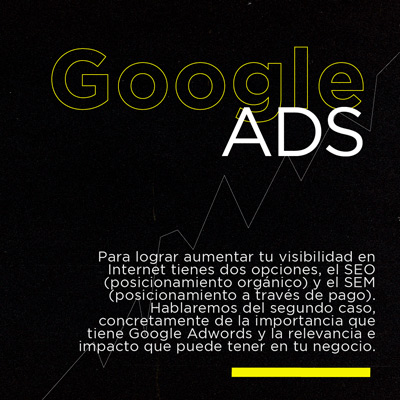 Google
ADS
Para lograr aumentar tu visibilidad en
Internet tienes dos opciones, el SEO
(posicionamiento orgánico) y el SEM
(posicionamiento a través de pago).
Hablaremos del segundo caso,
concretamente de la importancia que
tiene Google Adwords y la relevancia e
impacto que puede tener en tu negocio.